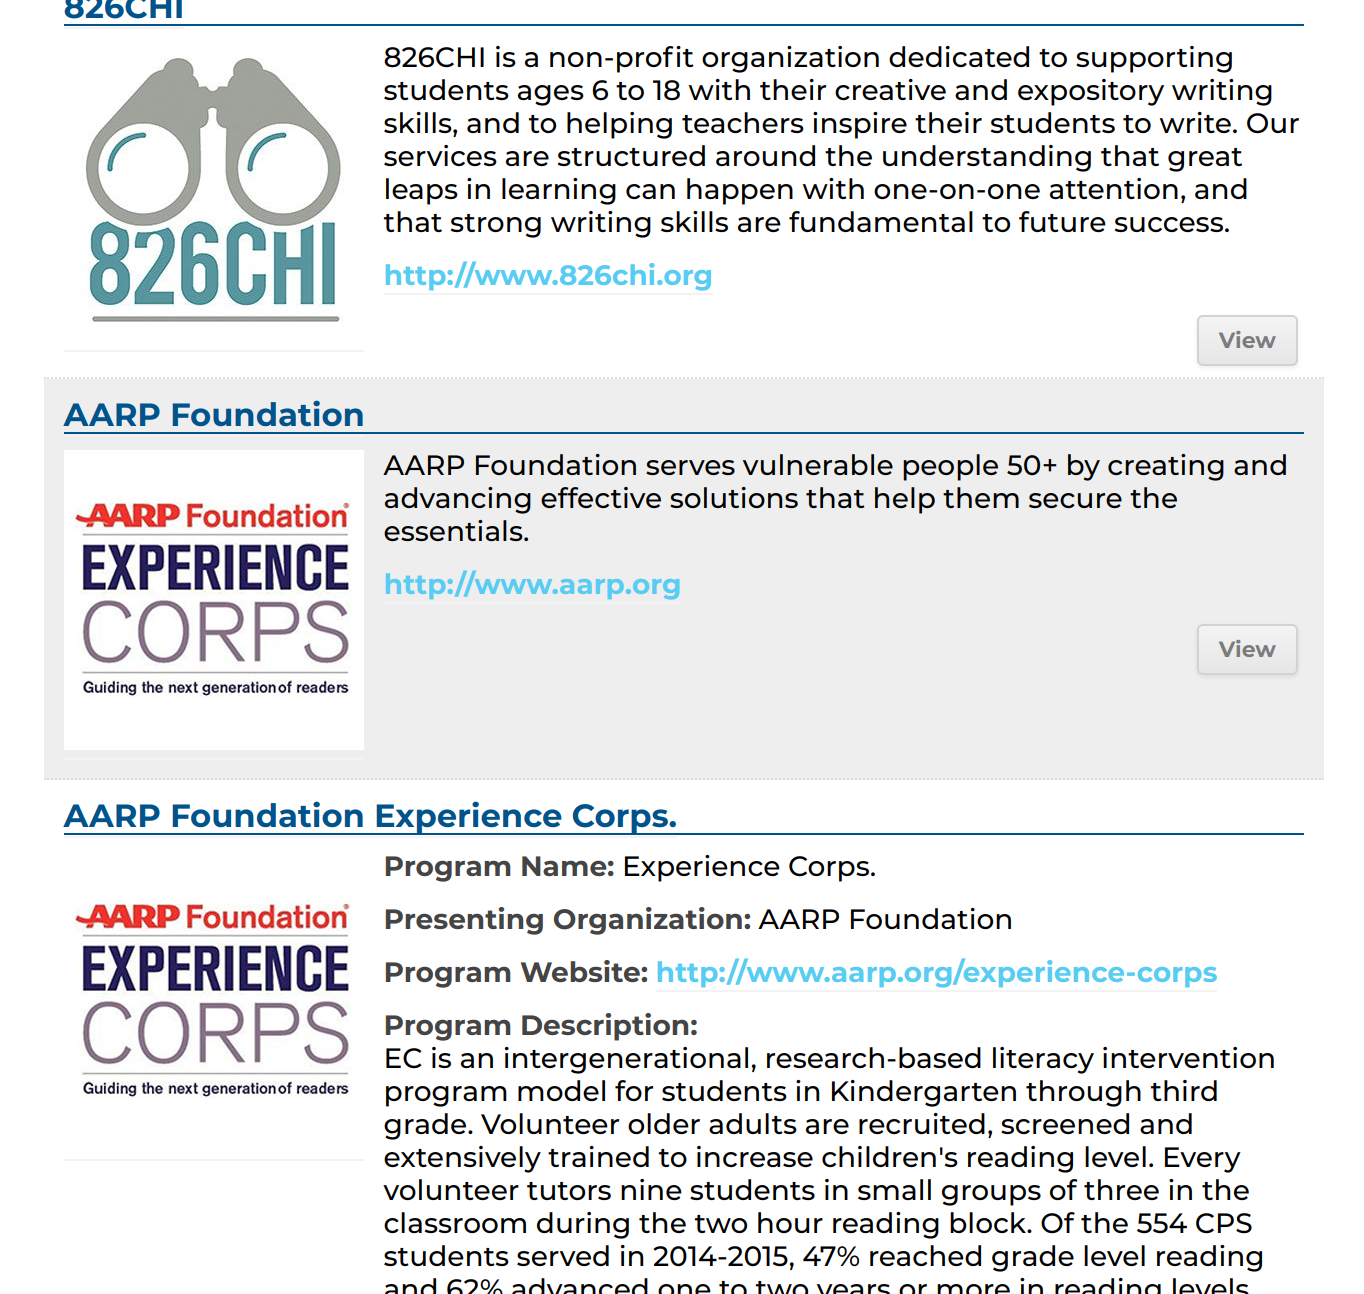 826CHI
826CHI is a non-profit organization dedicated to supporting
students ages 6 to 18 with their creative and expository writing
skills, and to helping teachers inspire their students to write. Our
services are structured around the understanding that great
leaps in learning can happen with one-on-one attention, and
that strong writing skills are fundamental to future success.
826CHI
http://www.826chi.org
View
AARP Foundation
AARP Foundation
EXPERIENCE
CORPS
Guiding the next generation of readers
AARP Foundation serves vulnerable people 50+ by creating and
advancing effective solutions that help them secure the
essentials.
http://www.aarp.org
View
AARP Foundation Experience Corps.
AARP Foundation
EXPERIENCE
CORPS
Guiding the next generation of readers
Program Name: Experience Corps.
Presenting Organization: AARP Foundation
Program Website: http://www.aarp.org/experience-corps
Program Description:
EC is an intergenerational, research-based literacy intervention
program model for students in Kindergarten through third
grade. Volunteer older adults are recruited, screened and
extensively trained to increase children's reading level. Every
volunteer tutors nine students in small groups of three in the
classroom during the two hour reading block. Of the 554 CPS
students served in 2014-2015, 47% reached grade level reading
and 62% advanced one to two years or more in reading levels